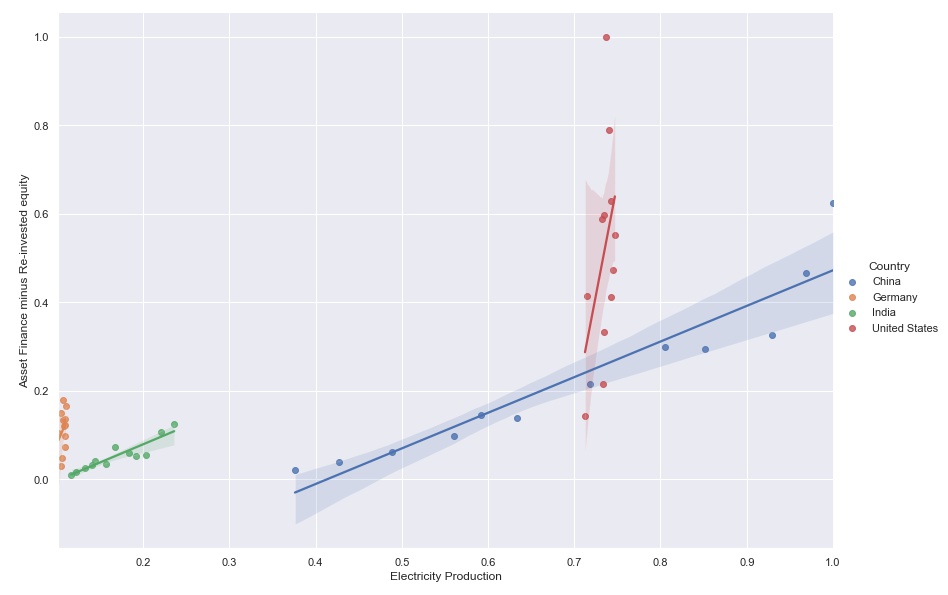 1.0
0.8
0.6
0.4
0.2
0.0
Asset Finance minus Re-invested equity
0.2 0.3 0.4 0.5 0.6 0.7 0.8 0.9 1.0
Electricity Production
Country
China
Germany
India
United States